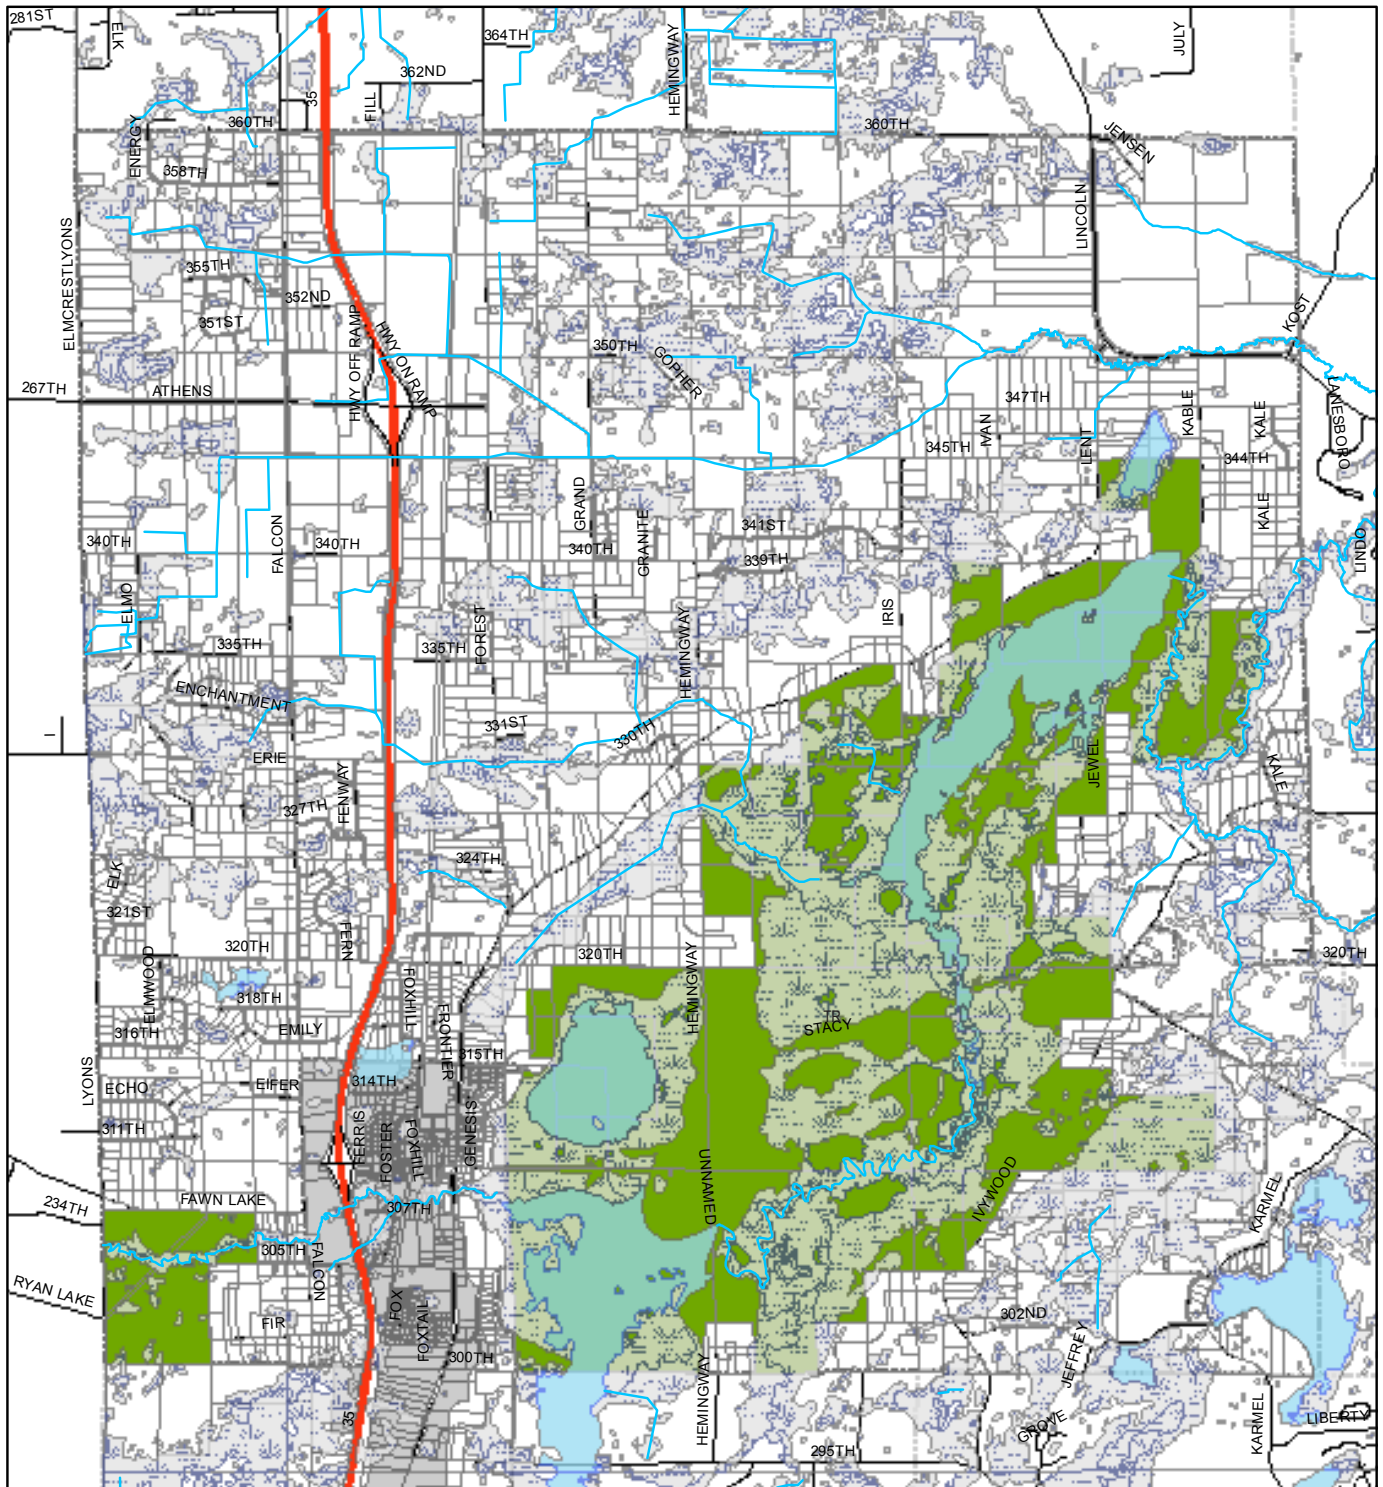 281ST
ELK
364TH
HEMINGWAY
JULY
362ND
35
FILL
360TH
360TH
JENSEN
ENERGY
358TH
LINCOLN
ELMCRESTLYONS
355TH
352ND
351ST
HWY OFF RAMP
HWY ON RAMP
350TH
GOPHER
KOST
267TH
ATHENS
347TH
LANESBORO
KABLE
KALE
IVAN
345TH
LENT
344TH
GRAND
GRANITE
341ST
KALE
340TH
FALCON
340TH
340TH
339TH
LINDO
ELMO
335TH
335TH
FOREST
HEMINGWAY
IRIS
ENCHANTMENT
331ST
330TH
I
ERIE
JEWEL
KALE
FENWAY
327TH
324TH
ELK
321ST
320TH
FERN
320TH
HEMINGWAY
320TH
ELMWOOD
318TH
FOXHILL
FRONTIER
316TH
EMILY
TR
STACY
315TH
LYONS
ECHO
EIFER
314TH
311TH
FERRIS
FOSTER
FOXHILL
GENESIS
UNNAMED
IVYWOOD
KARMEL
FAWN LAKE
234TH
307TH
305TH
FALCON
RYAN LAKE
FIR
FOX
FOXTAIL
302ND
300TH
HEMINGWAY
JEFFREY
35
GROVE
KARMEL
LIBERTY
295TH